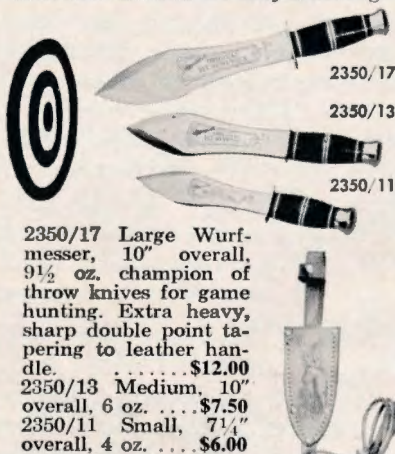 2350/17
2350/13
2350/11
2350/17 Large Wurf-
messer, 10" overall,
9½ oz. champion of
throw knives for game
hunting. Extra heavy,
sharp double point ta-
pering to leather han-
dle. .......$12.00
2350/13 Medium, 10"
overall, 6 oz. ....$7.50
2350/11 Small, 7¼"
overall, 4 oz. ....$6.00